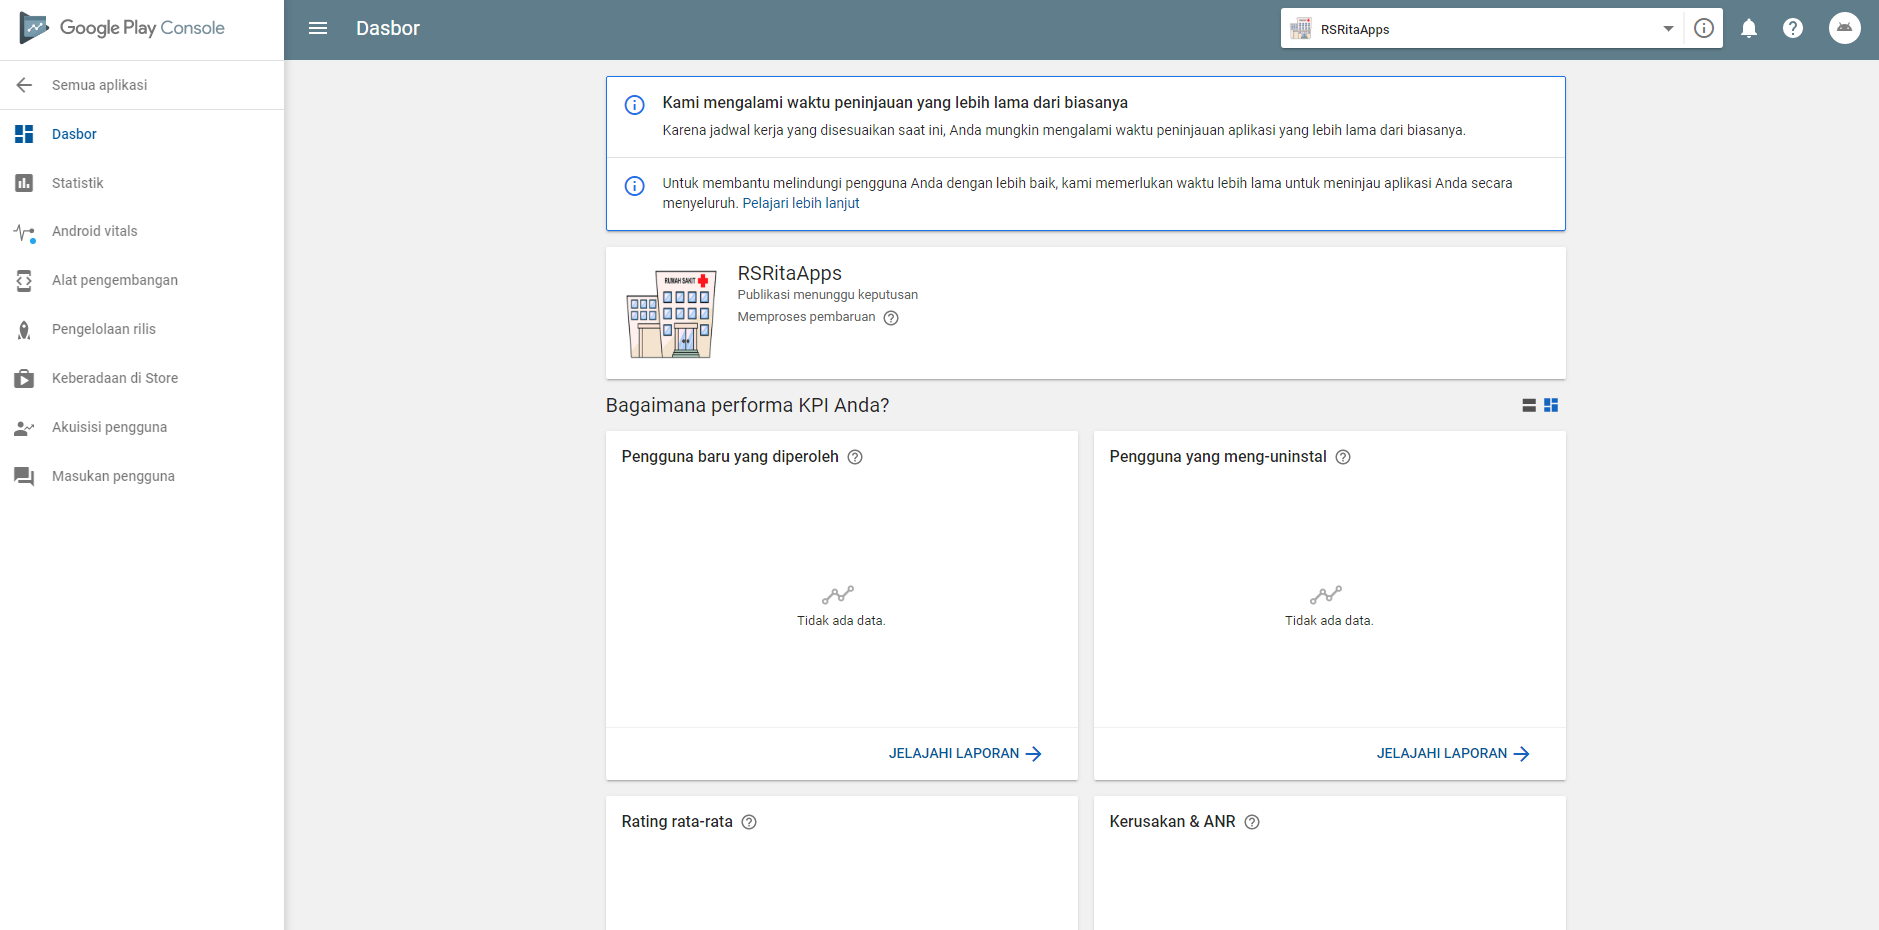 Google Play Console
Dasbor
RSRitaApps
Semua aplikasi
Dasbor
Statistik
Android vitals
Alat pengembangan
Pengelolaan rilis
Keberadaan di Store
Akuisisi pengguna
Masukan pengguna
Kami mengalami waktu peninjauan yang lebih lama dari biasanya
Karena jadwal kerja yang disesuaikan saat ini, Anda mungkin mengalami waktu peninjauan aplikasi yang lebih lama dari biasanya.
Untuk membantu melindungi pengguna Anda dengan lebih baik, kami memerlukan waktu lebih lama untuk meninjau aplikasi Anda secara
menyeluruh. Pelajari lebih lanjut
RUMAH SAKIT
RSRitaApps
Publikasi menunggu keputusan
Memproses pembaruan
Bagaimana performa KPI Anda?
Pengguna baru yang diperoleh
Tidak ada data.
JELAJAHI LAPORAN
Pengguna yang meng-uninstal
Tidak ada data.
JELAJAHI LAPORAN
Rating rata-rata
Kerusakan & ANR